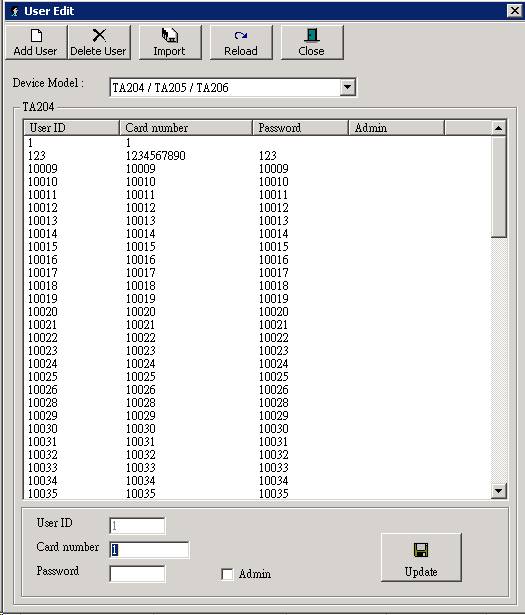 User Edit
Add User Delete User Import Reload Close
Device Model : TA204 / TA205 / TA206
TA204
User ID Card number Password Admin
1 1
123 1234567890 123
10009 10009 10009
10010 10010 10010
10011 10011 10011
10012 10012 10012
10013 10013 10013
10014 10014 10014
10015 10015 10015
10016 10016 10016
10017 10017 10017
10018 10018 10018
10019 10019 10019
10020 10020 10020
10021 10021 10021
10022 10022 10022
10023 10023 10023
10024 10024 10024
10025 10025 10025
10026 10026 10026
10028 10028 10028
10029 10029 10029
10030 10030 10030
10031 10031 10031
10032 10032 10032
10033 10033 10033
10034 10034 10034
10035 10035 10035
User ID 1
Card number 1
Password Admin Update